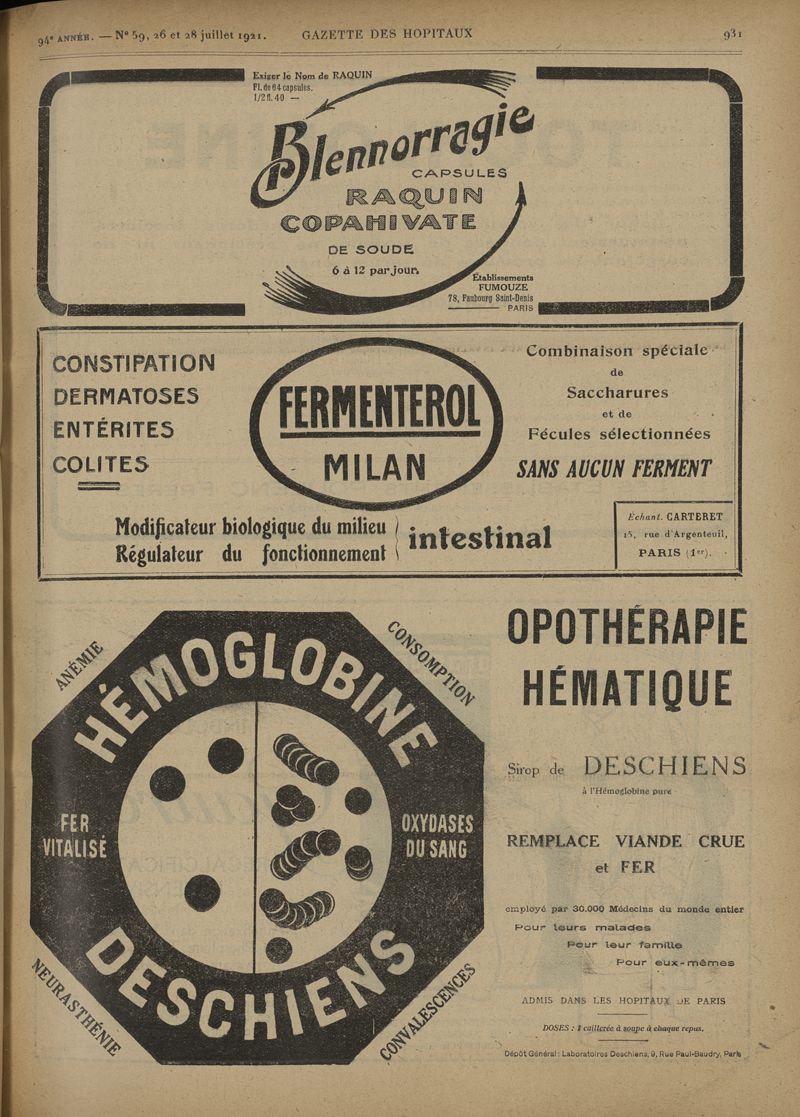 94e ANNÉE. — N° 59, 26 et 28 juillet 1921. GAZETTE DES HOPITAUX 931
Exiger le Nom de RAQUIN
Fl. de 64 capsules.
1/2 fl. 40 —
Blennorragie
CAPSULES
RAQUIN
COPAHIVATE
DE SOUDE
6 à 12 par jour.
Établissements
FUMOUZE
78, Faubourg Saint-Denis
PARIS
CONSTIPATION
DERMATOSES
ENTÉRITES
COLITES
FERMENTEROL
MILAN
Combinaison spéciale
de
Saccharures
et de
Fécules sélectionnées
SANS AUCUN FERMENT
Modificateur biologique du milieu
Régulateur du fonctionnement
intestinal
Échant. CARTERET
15, rue d'Argenteuil,
PARIS (1er).
ANÉMIE
CONSOMPTION
HÉMOGLOBINE
FER
VITALISÉ
OXYDASES
DU SANG
DESCHIENS
NEURASTHÉNIE
CONVALESCENCES
OPOTHÉRAPIE
HÉMATIQUE
Sirop de DESCHIENS
à l'Hémoglobine pure
REMPLACE VIANDE CRUE
et FER
employé par 30.000 Médecins du monde entier
Pour leurs malades
Pour leur famille
Pour eux-mêmes
ADMIS DANS LES HOPITAUX DE PARIS
DOSES : 1 cuillerée à soupe à chaque repas.
Dépôt Général : Laboratoires Deschiens, 9, Rue Paul-Baudry, Paris